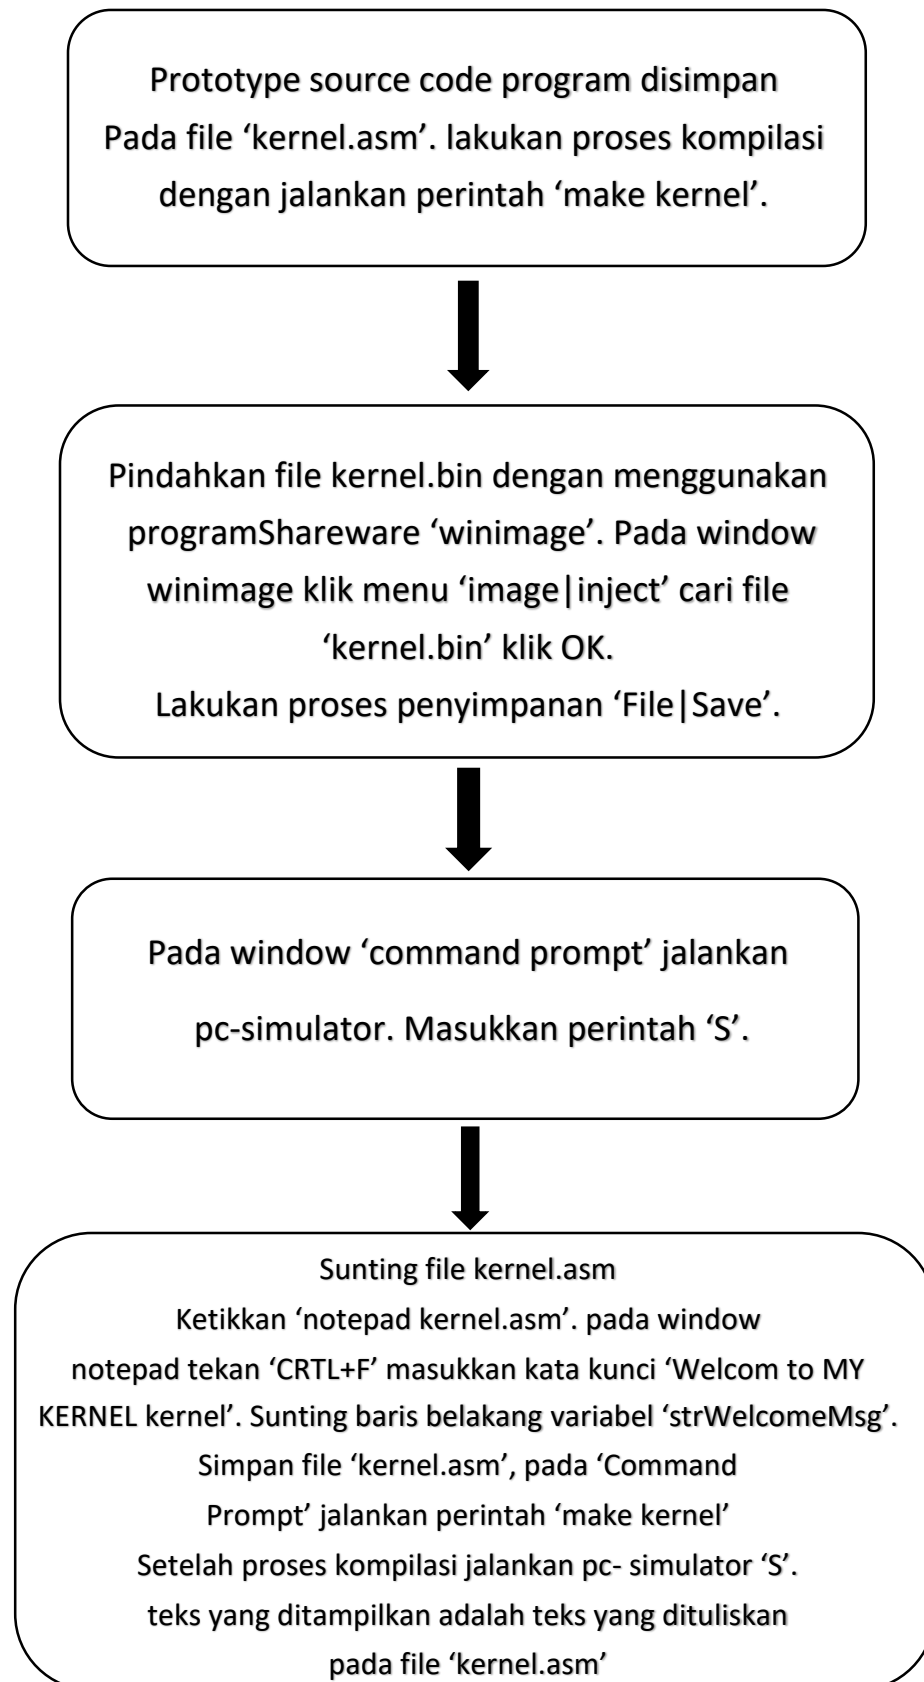 Prototype source code program disimpan
Pada file ‘kernel.asm’. lakukan proses kompilasi
dengan jalankan perintah ‘make kernel’.
Pindahkan file kernel.bin dengan menggunakan
programShareware ‘winimage’. Pada window
winimage klik menu ‘image|inject’ cari file
‘kernel.bin’ klik OK.
Lakukan proses penyimpanan ‘File|Save’.
Pada window ‘command prompt’ jalankan
pc-simulator. Masukkan perintah ‘S’.
Sunting file kernel.asm
Ketikkan ‘notepad kernel.asm’. pada window
notepad tekan ‘CRTL+F’ masukkan kata kunci ‘Welcom to MY
KERNEL kernel’. Sunting baris belakang variabel ‘strWelcomeMsg’.
Simpan file ‘kernel.asm’, pada ‘Command
Prompt’ jalankan perintah ‘make kernel’
Setelah proses kompilasi jalankan pc- simulator ‘S’.
teks yang ditampilkan adalah teks yang dituliskan
pada file ‘kernel.asm’